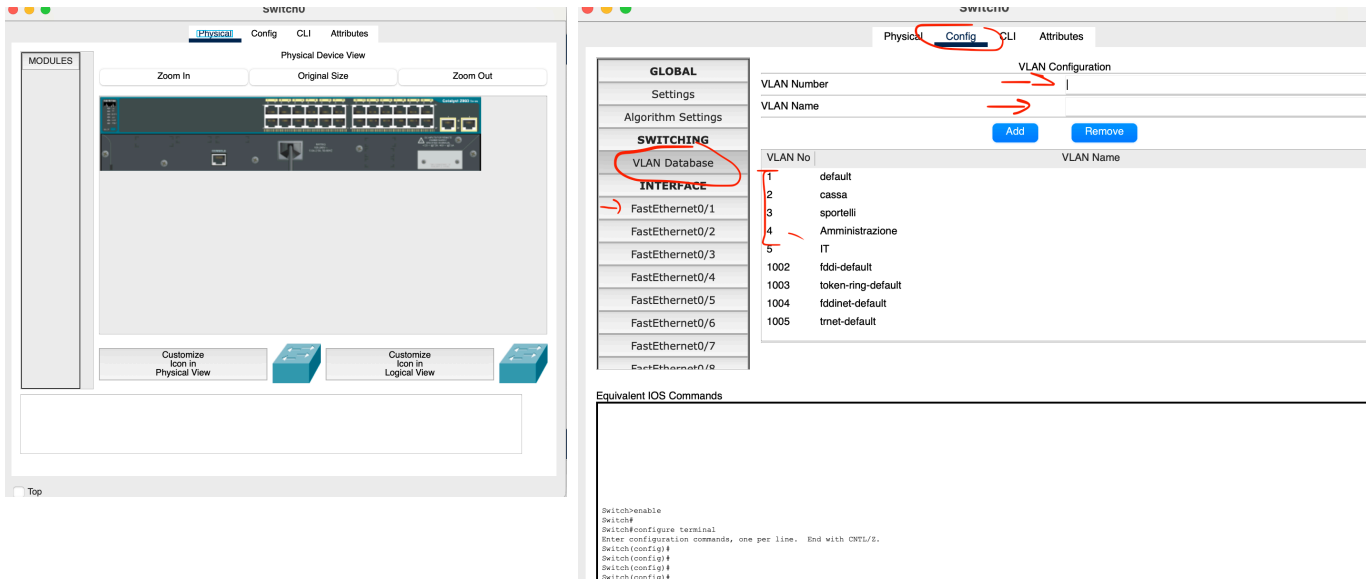 Switch0
Physical Config CLI Attributes
MODULES
Physical Device View
Zoom In Original Size Zoom Out
Customize
Icon in
Physical View
Customize
Icon in
Logical View
Top
Switch0
Physical Config CLI Attributes
GLOBAL
Settings
Algorithm Settings
SWITCHING
VLAN Database
INTERFACE
FastEthernet0/1
FastEthernet0/2
FastEthernet0/3
FastEthernet0/4
FastEthernet0/5
FastEthernet0/6
FastEthernet0/7
FastEthernet0/8
VLAN Configuration
VLAN Number
VLAN Name
Add Remove
VLAN No VLAN Name
1 default
2 cassa
3 sportelli
4 Amministrazione
5 IT
1002 fddi-default
1003 token-ring-default
1004 fddinet-default
1005 trnet-default
Equivalent IOS Commands
Switch>enable
Switch#
Switch#configure terminal
Enter configuration commands, one per line. End with CNTL/Z.
Switch(config)#
Switch(config)#
Switch(config)#
Switch(config)#